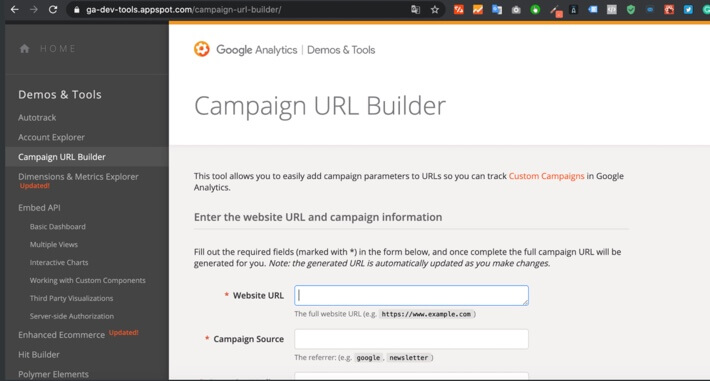 ga-dev-tools.appspot.com/campaign-url-builder/
HOME
Demos & Tools
Autotrack
Account Explorer
Campaign URL Builder
Dimensions & Metrics Explorer
Updated!
Embed API
Basic Dashboard
Multiple Views
Interactive Charts
Working with Custom Components
Third Party Visualizations
Server-side Authorization
Enhanced Ecommerce Updated!
Hit Builder
Polymer Elements
Google Analytics | Demos & Tools
Campaign URL Builder
This tool allows you to easily add campaign parameters to URLs so you can track Custom Campaigns in Google
Analytics.
Enter the website URL and campaign information
Fill out the required fields (marked with *) in the form below, and once complete the full campaign URL will be
generated for you. Note: the generated URL is automatically updated as you make changes.
* Website URL
The full website URL (e.g. https://www.example.com )
* Campaign Source
The referrer: (e.g. google, newsletter )